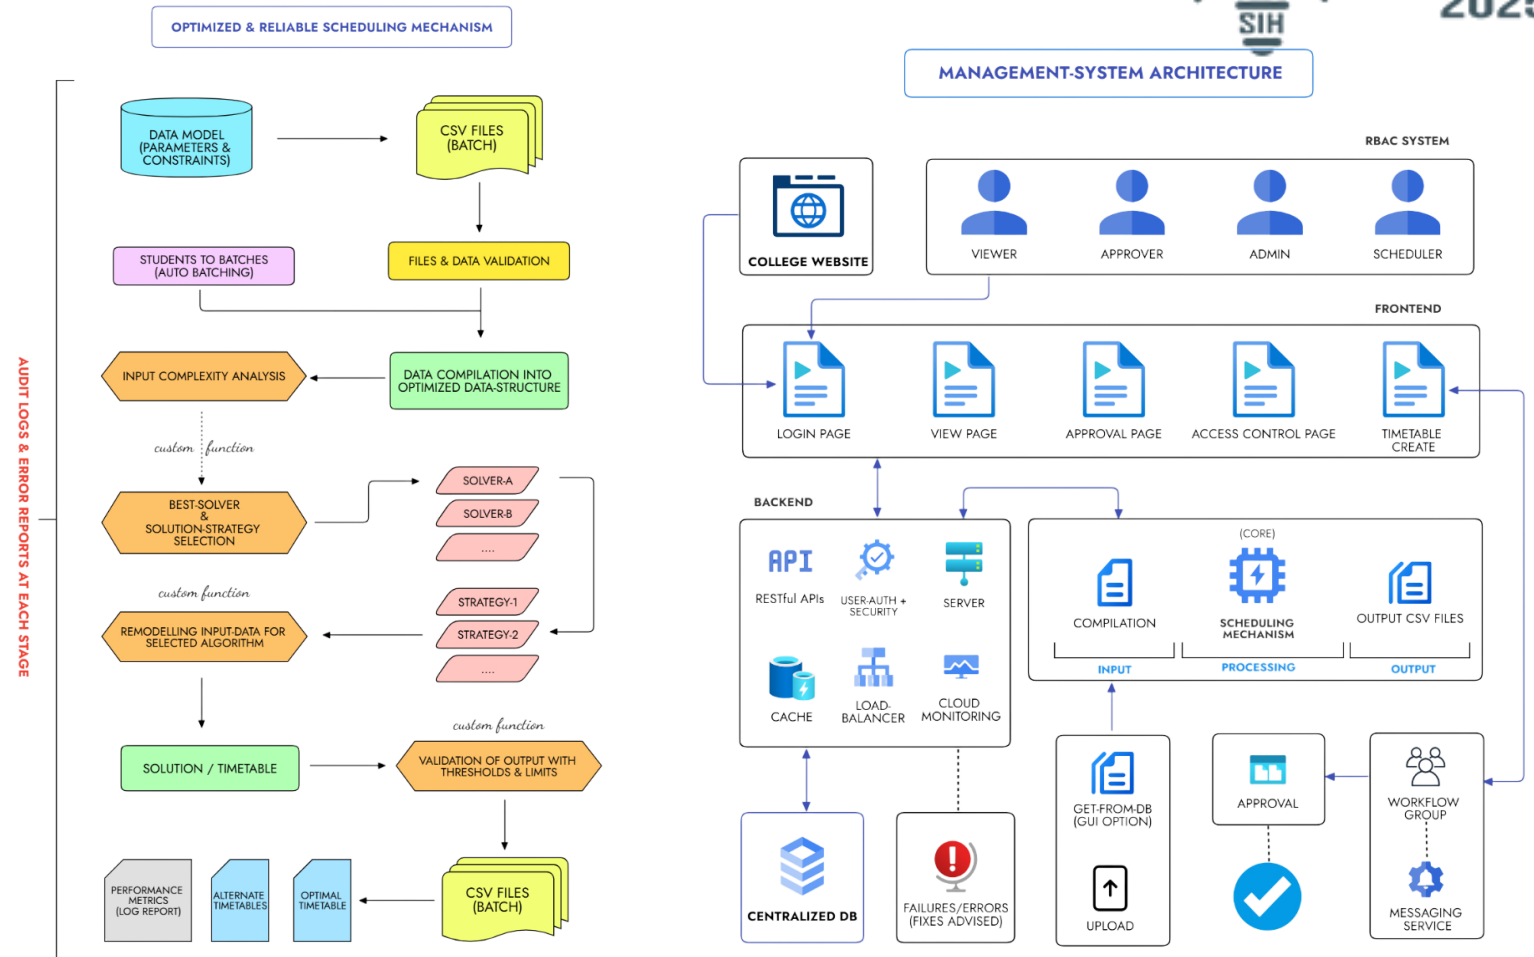 OPTIMIZED & RELIABLE SCHEDULING MECHANISM
AUDIT LOGS & ERROR REPORTS AT EACH STAGE
DATA MODEL
(PARAMETERS &
CONSTRAINTS)
CSV FILES
(BATCH)
STUDENTS TO BATCHES
(AUTO BATCHING)
FILES & DATA VALIDATION
INPUT COMPLEXITY ANALYSIS
DATA COMPILATION INTO
OPTIMIZED DATA-STRUCTURE
custom function
BEST-SOLVER
&
SOLUTION-STRATEGY
SELECTION
SOLVER-A
SOLVER-B
....
custom function
REMODELLING INPUT-DATA FOR
SELECTED ALGORITHM
STRATEGY-1
STRATEGY-2
....
custom function
SOLUTION / TIMETABLE
VALIDATION OF OUTPUT WITH
THRESHOLDS & LIMITS
PERFORMANCE
METRICS
(LOG REPORT)
ALTERNATE
TIMETABLES
OPTIMAL
TIMETABLE
CSV FILES
(BATCH)
SIH
2025
MANAGEMENT-SYSTEM ARCHITECTURE
RBAC SYSTEM
COLLEGE WEBSITE
VIEWER
APPROVER
ADMIN
SCHEDULER
FRONTEND
LOGIN PAGE
VIEW PAGE
APPROVAL PAGE
ACCESS CONTROL PAGE
TIMETABLE
CREATE
BACKEND
API
RESTful APIs
USER-AUTH +
SECURITY
SERVER
CACHE
LOAD-
BALANCER
CLOUD
MONITORING
(CORE)
COMPILATION
SCHEDULING
MECHANISM
OUTPUT CSV FILES
INPUT
PROCESSING
OUTPUT
CENTRALIZED DB
FAILURES/ERRORS
(FIXES ADVISED)
GET-FROM-DB
(GUI OPTION)
UPLOAD
APPROVAL
WORKFLOW
GROUP
MESSAGING
SERVICE